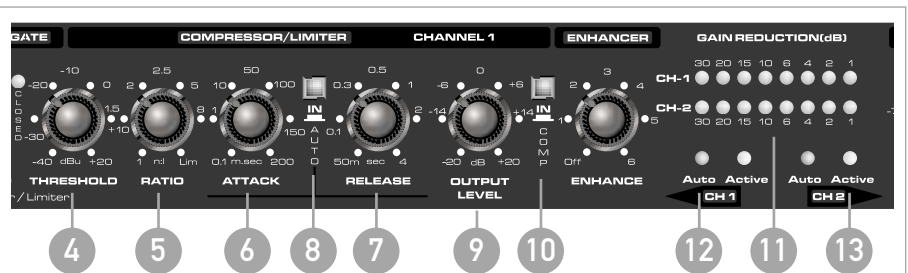 GATE COMPRESSOR/LIMITER CHANNEL 1 ENHANCER GAIN REDUCTION(dB)
-10 50 0.5 0 3 30 20 15 10 6 4 2 1
-20 0 2 2.5 5 10 100 0.3 1 -6 +6 2 4 CH-1
CLOSED 1.5 8 1 IN 2 -14 +14 IN 1 5 CH-2
-30 +10 150 AUTO 0.1 COMP 30 20 15 10 6 4 2 1
-40 dBu +20 1 n:l Lim 0.1 m.sec 200 50m sec 4 -20 dB +20 Off 6
THRESHOLD RATIO ATTACK RELEASE OUTPUT LEVEL ENHANCE Auto Active Auto Active
/ Limiter CH 1 CH 2
4 5 6 8 7 9 10 12 11 13